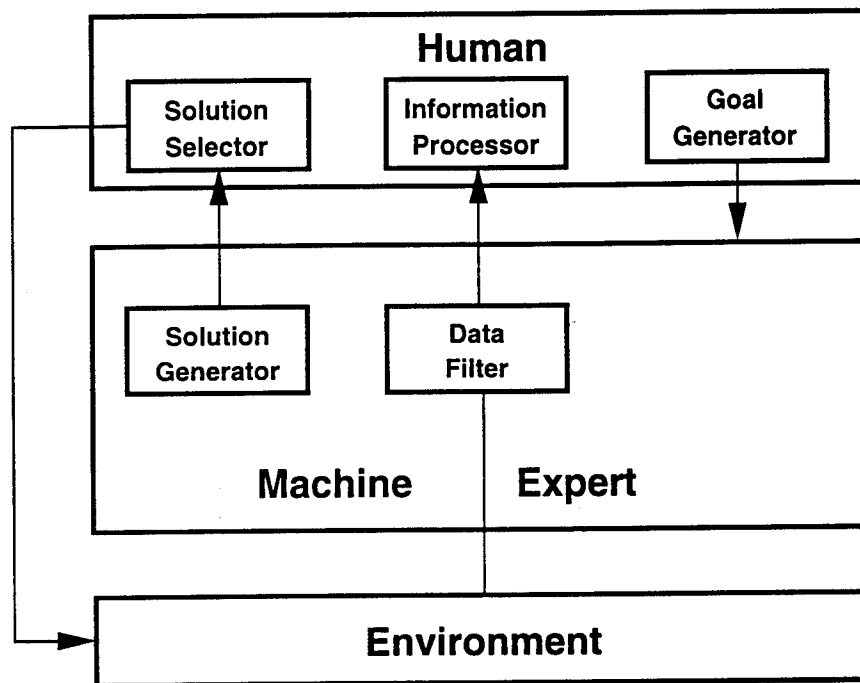 Human
Solution
Selector
Information
Processor
Goal
Generator
Solution
Generator
Data
Filter
Machine Expert
Environment